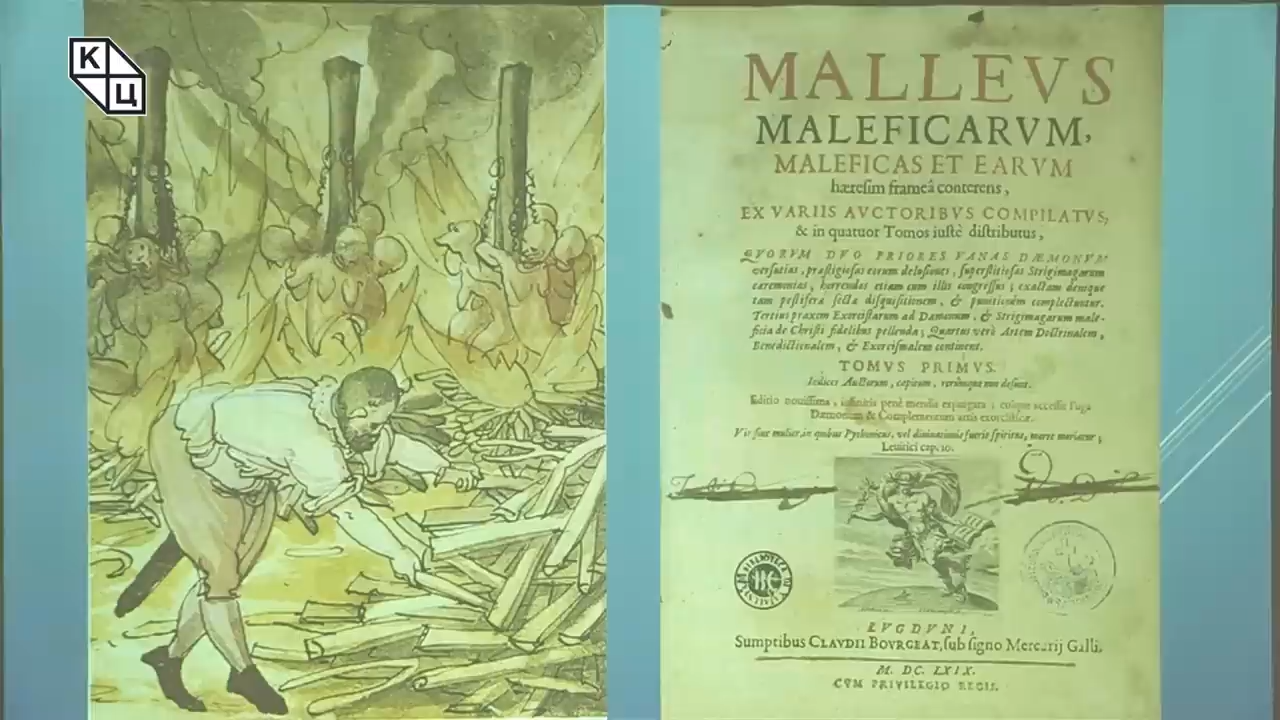 К
Ц
MALLEVS
MALEFICARVM,
MALEFICAS ET EARVM
hæresim frameâ conterens,
EX VARIIS AVCTORIBVS COMPILATVS,
& in quatuor Tomos iustè distributus,
QVORVM DVO PRIORES VANAS DÆMONVM
versutias, præstigiosas eorum delusiones, superstitiosas Strigimagarum
cæremonias, horrendos etiam cum illis congressus; exactam denique
tam pestiferæ sectæ disquisitionem, & punitionem complectuntur.
Tertius praxim Exorcistarum ad Dæmonum, & Strigimagarum male-
ficia de Christi fidelibus pellenda; Quartus verò Artem Doctrinalem,
Benedictionalem, & Exorcismalem continent.
TOMVS PRIMVS.
Indices Auctorum, capitum, rerùmque non desunt.
Editio nouissima, infinitis penè mendis expurgata; cuique accessit Fuga
Dæmonum & Complementum artis exorcisticæ.
Vir siue mulier, in quibus Pythonicus, vel diuinationis fuerit spiritus, morte moriatur;
Leuitici cap. 10.
LVGDVNI,
Sumptibus CLAVDII BOVRGEAT, sub signo Mercurij Galli.
M. DC. LXIX.
CVM PRIVILEGIO REGIS.